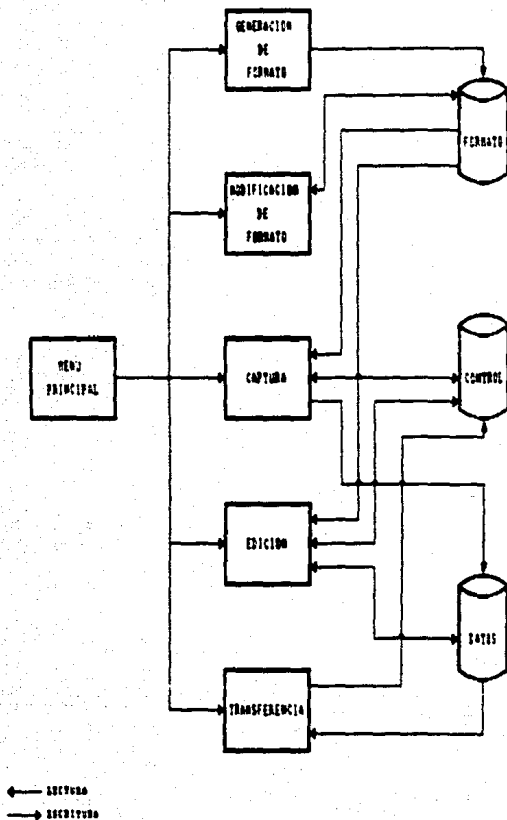 GENERACION
DE
FORMATO
FORMATO
MODIFICACION
DE
FORMATO
MENU
PRINCIPAL
CAPTURA
CONTROL
EDICION
DATOS
TRANSFERENCIA
LECTURA
ESCRITURA